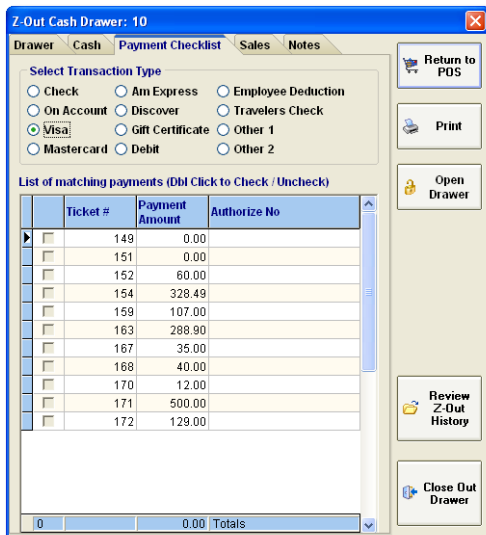 Z-Out Cash Drawer: 10
Drawer Cash Payment Checklist Sales Notes
Select Transaction Type
Check Am Express Employee Deduction
On Account Discover Travelers Check
Visa Gift Certificate Other 1
Mastercard Debit Other 2
List of matching payments (Dbl Click to Check / Uncheck)
Ticket # Payment Amount Authorize No
149 0.00
151 0.00
152 60.00
154 328.49
159 107.00
163 288.90
167 35.00
168 40.00
170 12.00
171 500.00
172 129.00
0 0.00 Totals
Return to
POS
Print
Open
Drawer
Review
Z-Out
History
Close Out
Drawer